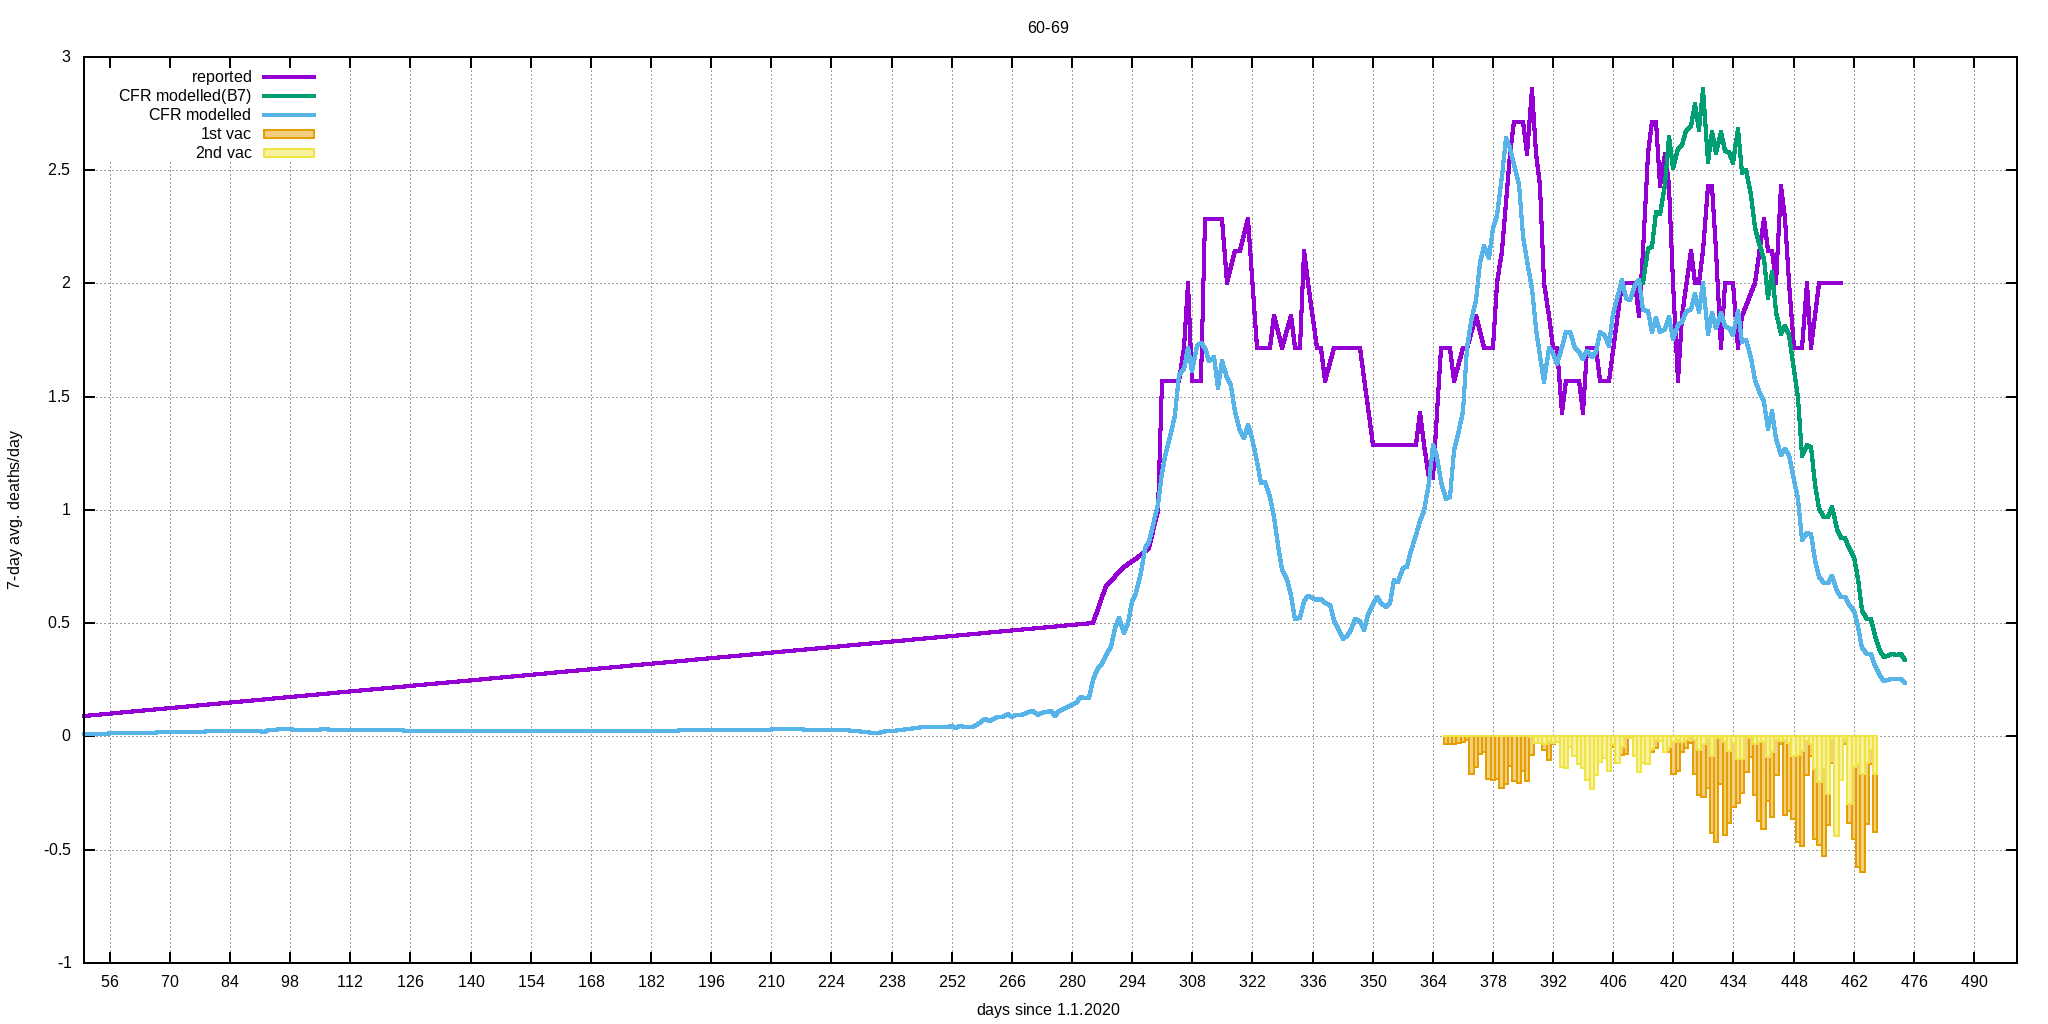 60-69
reported
CFR modelled(B7)
CFR modelled
1st vac
2nd vac
3
2.5
2
1.5
1
0.5
0
-0.5
-1
7-day avg. deaths/day
56 70 84 98 112 126 140 154 168 182 196 210 224 238 252 266 280 294 308 322 336 350 364 378 392 406 420 434 448 462 476 490
days since 1.1.2020